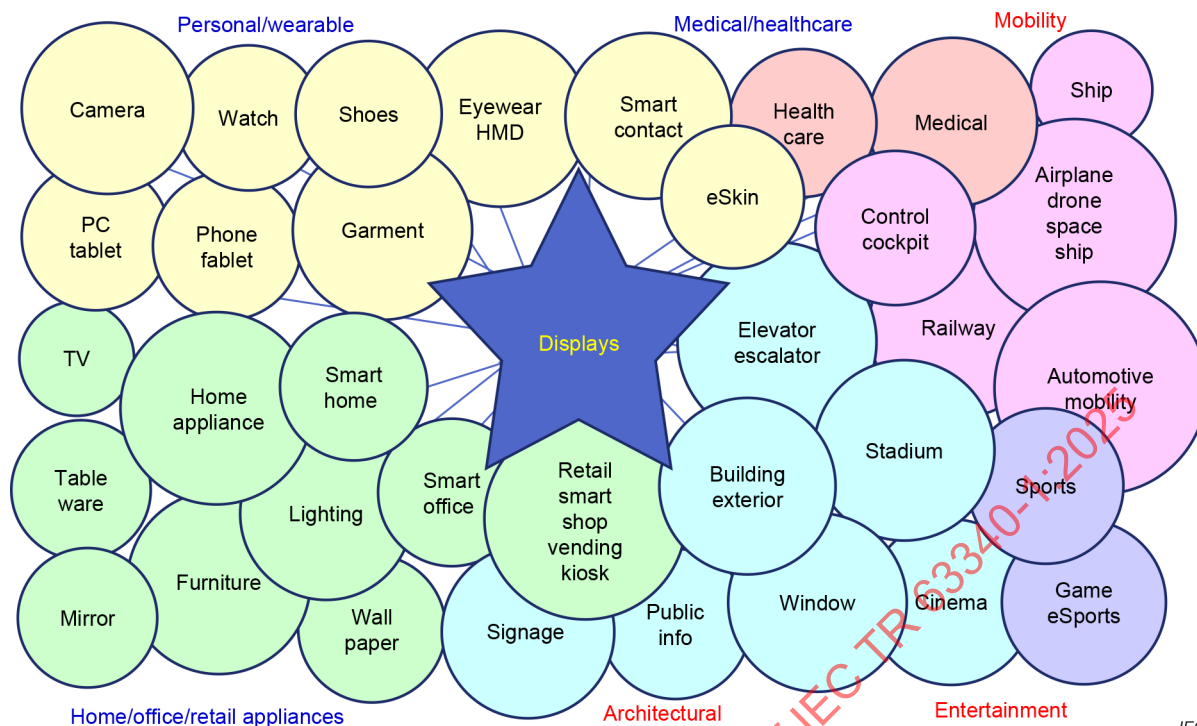 Personal/wearable
Medical/healthcare
Mobility
Camera
Watch
Shoes
Eyewear
HMD
Smart
contact
Health
care
Medical
Ship
PC
tablet
Phone
fablet
Garment
eSkin
Control
cockpit
Airplane
drone
space
ship
TV
Home
appliance
Smart
home
Displays
Elevator
escalator
Railway
Automotive
mobility
Table
ware
Lighting
Smart
office
Retail
smart
shop
vending
kiosk
Building
exterior
Stadium
Sports
Mirror
Furniture
Wall
paper
Signage
Public
info
Window
Cinema
Game
eSports
Home/office/retail appliances
Architectural
Entertainment
IEC TR 63340-1:2025